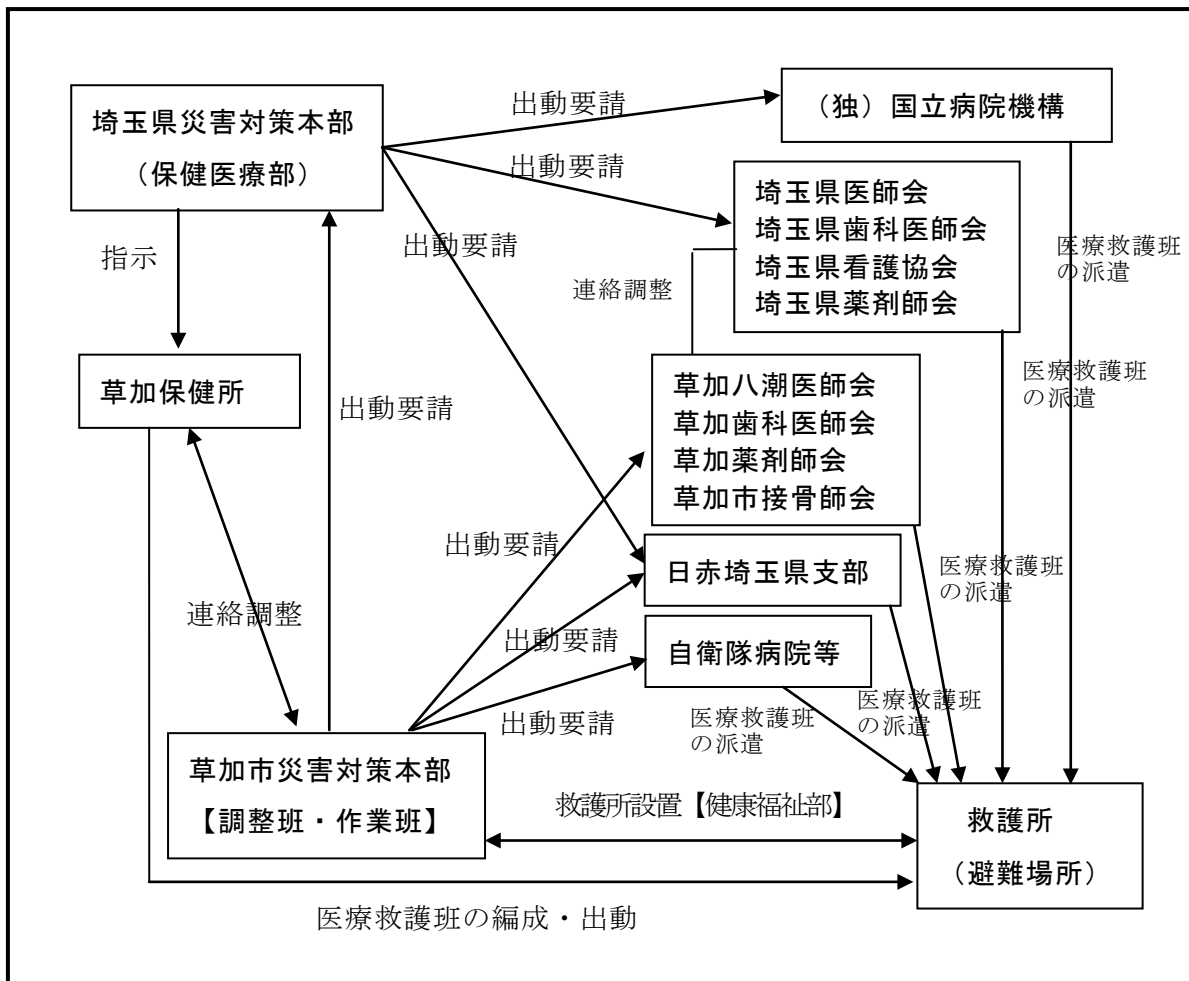 埼玉県災害対策本部
（保健医療部）
出動要請
（独）国立病院機構
出動要請
埼玉県医師会
埼玉県歯科医師会
埼玉県看護協会
埼玉県薬剤師会
指示
出動要請
連絡調整
医療救護班
の派遣
草加保健所
出動要請
草加八潮医師会
草加歯科医師会
草加薬剤師会
草加市接骨師会
医療救護班
の派遣
出動要請
日赤埼玉県支部
医療救護班
の派遣
連絡調整
出動要請
自衛隊病院等
出動要請
医療救護班
の派遣
医療救護班
の派遣
草加市災害対策本部
【調整班・作業班】
救護所設置【健康福祉部】
救護所
（避難場所）
医療救護班の編成・出動